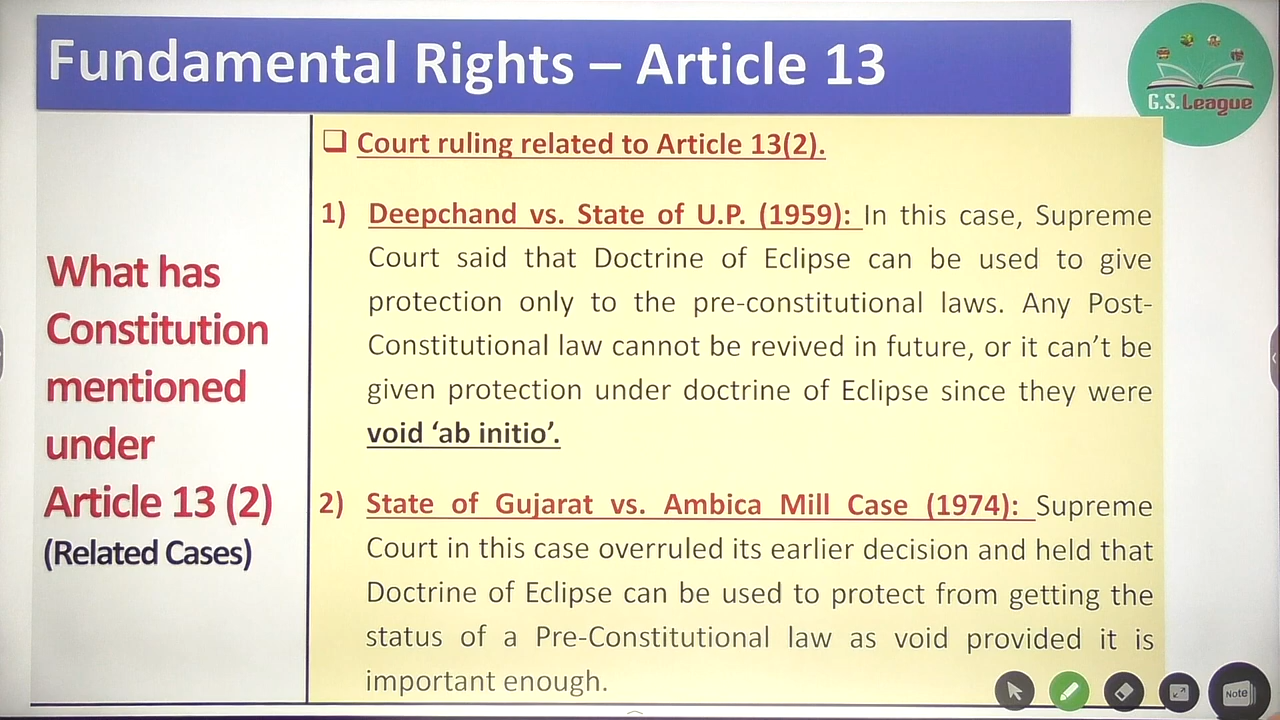 Fundamental Rights – Article 13
G.S.League
What has
Constitution
mentioned
under
Article 13 (2)
(Related Cases)
❑ Court ruling related to Article 13(2).
1) Deepchand vs. State of U.P. (1959): In this case, Supreme
Court said that Doctrine of Eclipse can be used to give
protection only to the pre-constitutional laws. Any Post-
Constitutional law cannot be revived in future, or it can't be
given protection under doctrine of Eclipse since they were
void 'ab initio'.
2) State of Gujarat vs. Ambica Mill Case (1974): Supreme
Court in this case overruled its earlier decision and held that
Doctrine of Eclipse can be used to protect from getting the
status of a Pre-Constitutional law as void provided it is
important enough.
Note